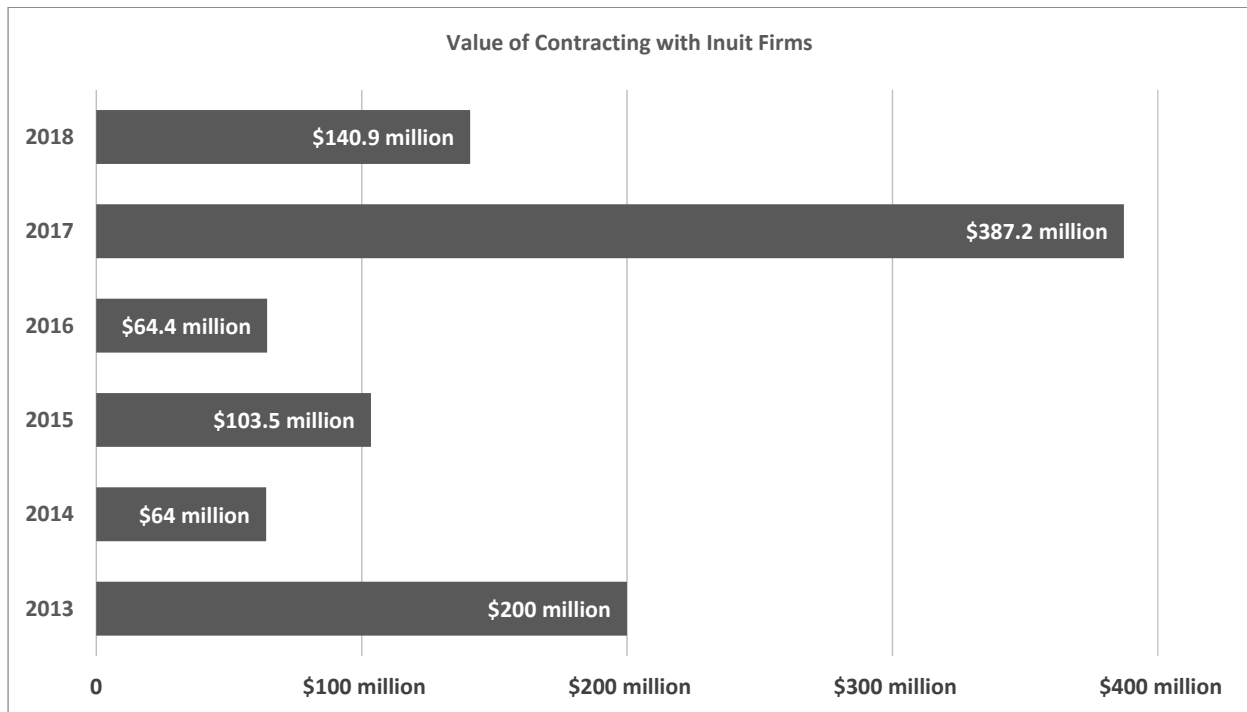 Value of Contracting with Inuit Firms
2018
$140.9 million
2017
$387.2 million
2016
$64.4 million
2015
$103.5 million
2014
$64 million
2013
$200 million
0
$100 million
$200 million
$300 million
$400 million